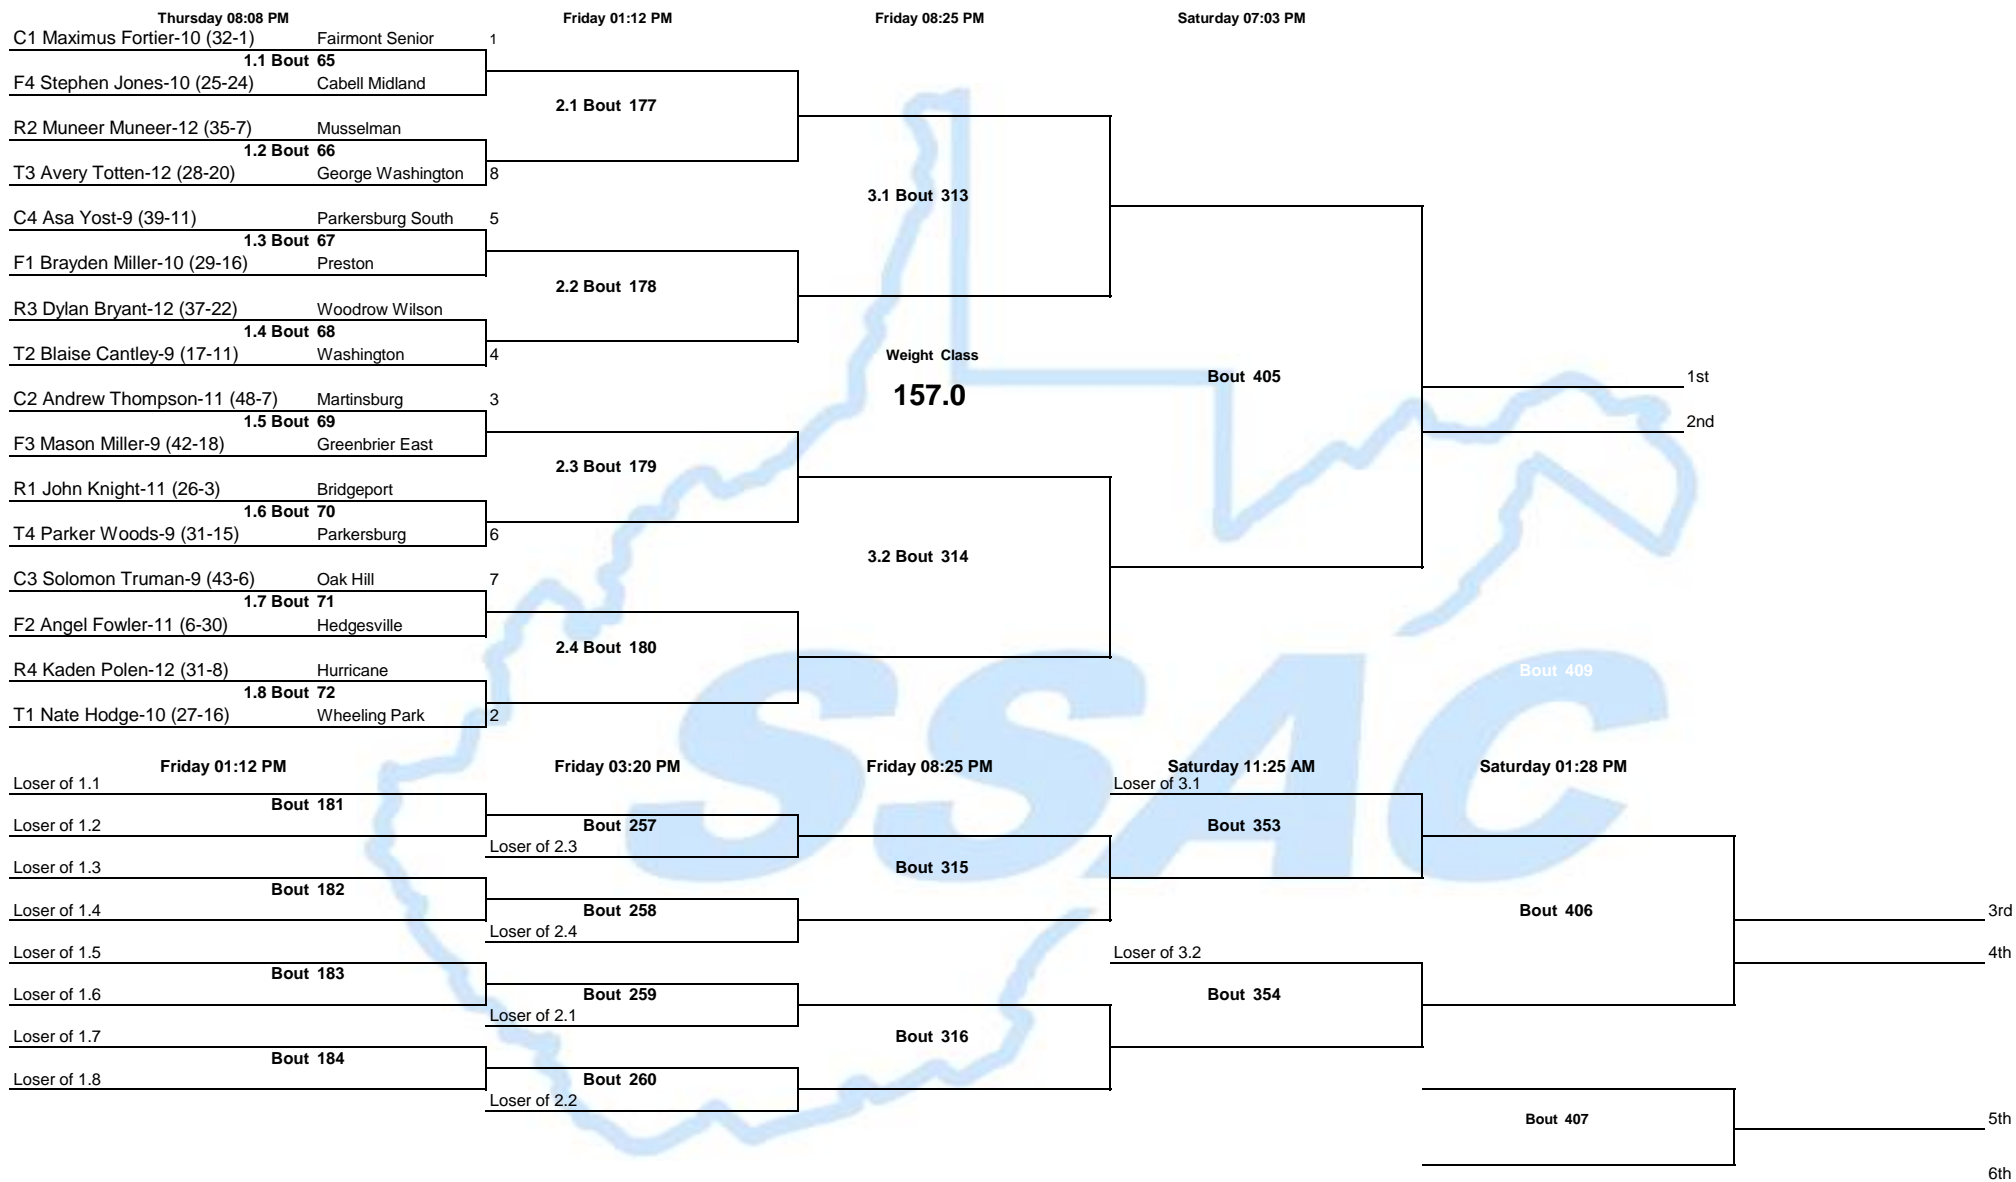 Thursday 08:08 PM Friday 01:12 PM Friday 08:25 PM Saturday 07:03 PM
C1 Maximus Fortier-10 (32-1) Fairmont Senior 1
1.1 Bout 65
F4 Stephen Jones-10 (25-24) Cabell Midland
2.1 Bout 177
R2 Muneer Muneer-12 (35-7) Musselman
1.2 Bout 66
T3 Avery Totten-12 (28-20) George Washington 8
3.1 Bout 313
C4 Asa Yost-9 (39-11) Parkersburg South 5
1.3 Bout 67
F1 Brayden Miller-10 (29-16) Preston
2.2 Bout 178
R3 Dylan Bryant-12 (37-22) Woodrow Wilson
1.4 Bout 68
T2 Blaise Cantley-9 (17-11) Washington 4
Weight Class
157.0
Bout 405
1st
2nd
C2 Andrew Thompson-11 (48-7) Martinsburg 3
1.5 Bout 69
F3 Mason Miller-9 (42-18) Greenbrier East
2.3 Bout 179
R1 John Knight-11 (26-3) Bridgeport
1.6 Bout 70
T4 Parker Woods-9 (31-15) Parkersburg 6
3.2 Bout 314
C3 Solomon Truman-9 (43-6) Oak Hill 7
1.7 Bout 71
F2 Angel Fowler-11 (6-30) Hedgesville
2.4 Bout 180
R4 Kaden Polen-12 (31-8) Hurricane
1.8 Bout 72
T1 Nate Hodge-10 (27-16) Wheeling Park 2
Bout 409
SSAC
Friday 01:12 PM Friday 03:20 PM Friday 08:25 PM Saturday 11:25 AM Saturday 01:28 PM
Loser of 1.1
Bout 181
Loser of 1.2
Loser of 3.1
Bout 257
Loser of 2.3
Bout 353
Loser of 1.3
Bout 182
Loser of 1.4
Bout 315
Bout 258
Loser of 2.4
Bout 406
3rd
4th
Loser of 1.5
Bout 183
Loser of 1.6
Loser of 3.2
Bout 259
Loser of 2.1
Bout 354
Loser of 1.7
Bout 184
Loser of 1.8
Bout 316
Bout 260
Loser of 2.2
Bout 407
5th
6th